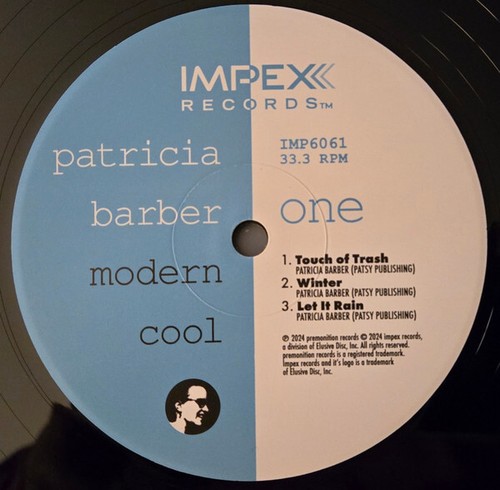 IMPEX
RECORDS™
patricia
barber
modern
cool
IMP6061
33.3 RPM
one
1. Touch of Trash
PATRICIA BARBER (PATSY PUBLISHING)
2. Winter
PATRICIA BARBER (PATSY PUBLISHING)
3. Let It Rain
PATRICIA BARBER (PATSY PUBLISHING)
℗ 2024 premonition records © 2024 impex records,
a division of Elusive Disc, Inc. All rights reserved.
premonition records is a registered trademark.
Impex records and it's logo is a trademark
of Elusive Disc, Inc.